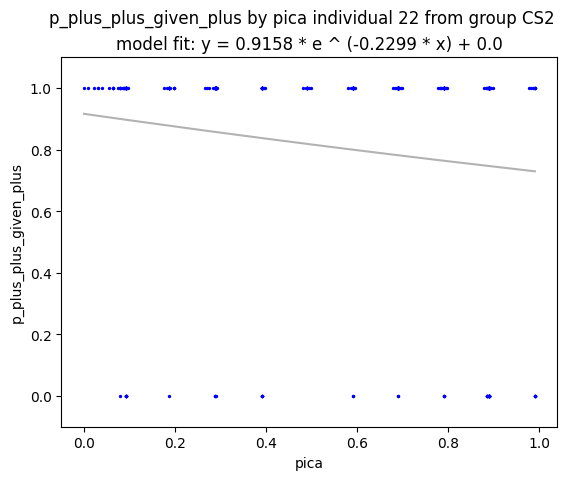 p_plus_plus_given_plus by pica individual 22 from group CS2
model fit: y = 0.9158 * e ^ (-0.2299 * x) + 0.0
1.0
0.8
0.6
0.4
0.2
0.0
p_plus_plus_given_plus
0.0 0.2 0.4 0.6 0.8 1.0
pica